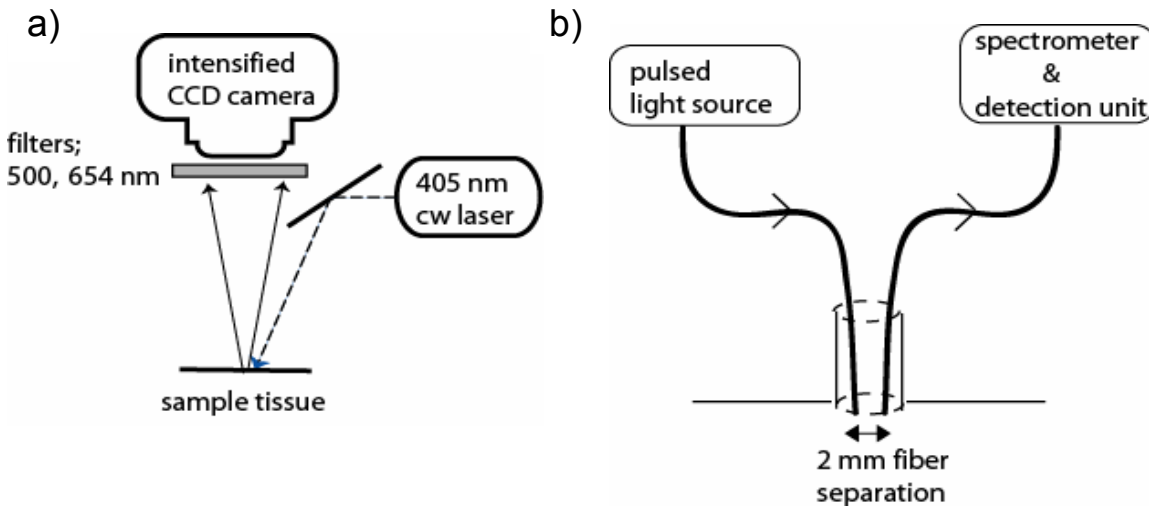 a)
intensified
CCD camera
filters;
500, 654 nm
405 nm
cw laser
sample tissue
b)
pulsed
light source
spectrometer
&
detection unit
2 mm fiber
separation